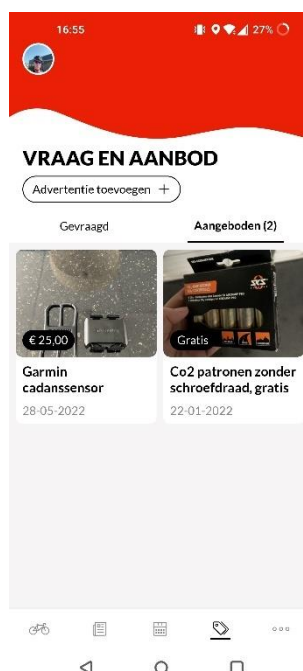 16:55
27%
VRAAG EN AANBOD
Advertentie toevoegen +
Gevraagd
Aangeboden (2)
€ 25,00
SKS
Gratis
Garmin
cadanssensor
28-05-2022
Co2 patronen zonder
schroefdraad, gratis
22-01-2022